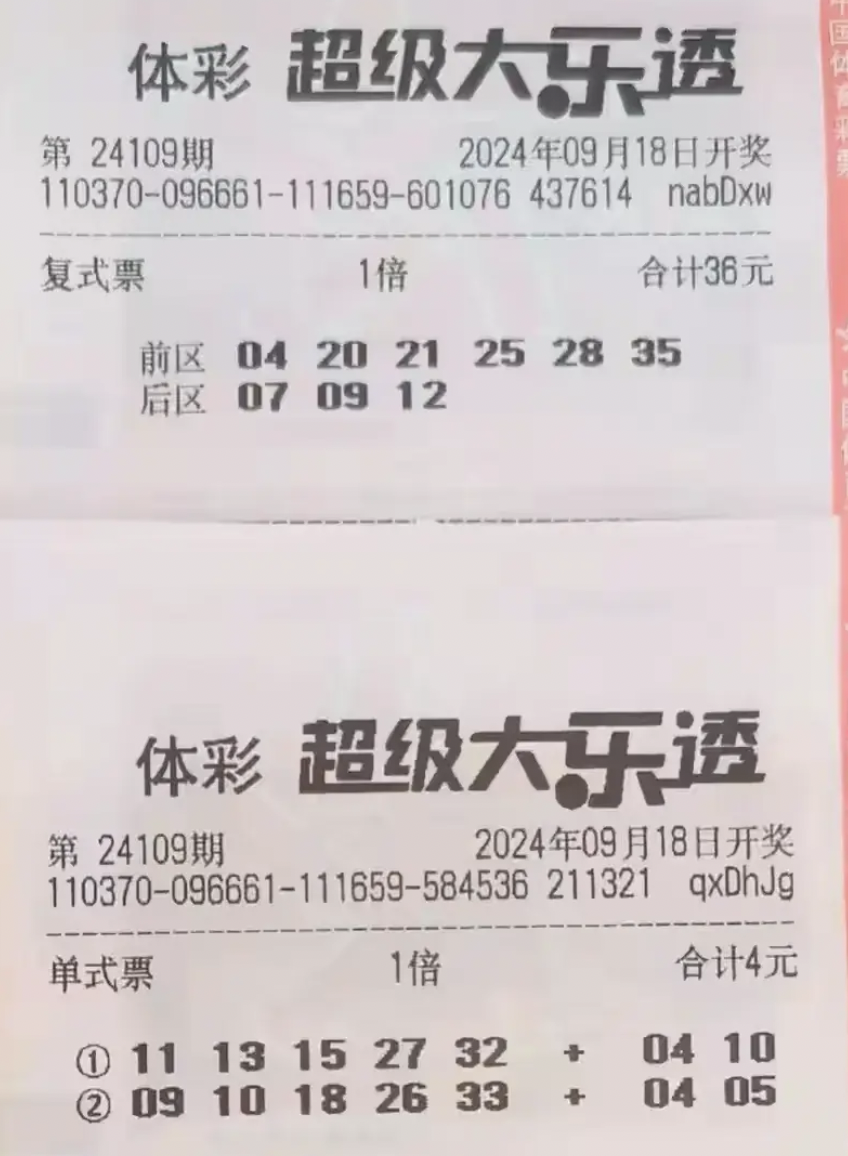 体彩 超级大乐透
第 24109期 2024年09月18日开奖
110370-096661-111659-601076 437614 nabDxw
复式票 1倍 合计36元
前区 04 20 21 25 28 35
后区 07 09 12
体彩 超级大乐透
第 24109期 2024年09月18日开奖
110370-096661-111659-584536 211321 qxDhJg
单式票 1倍 合计4元
① 11 13 15 27 32 + 04 10
② 09 10 18 26 33 + 04 05
中国体育彩票